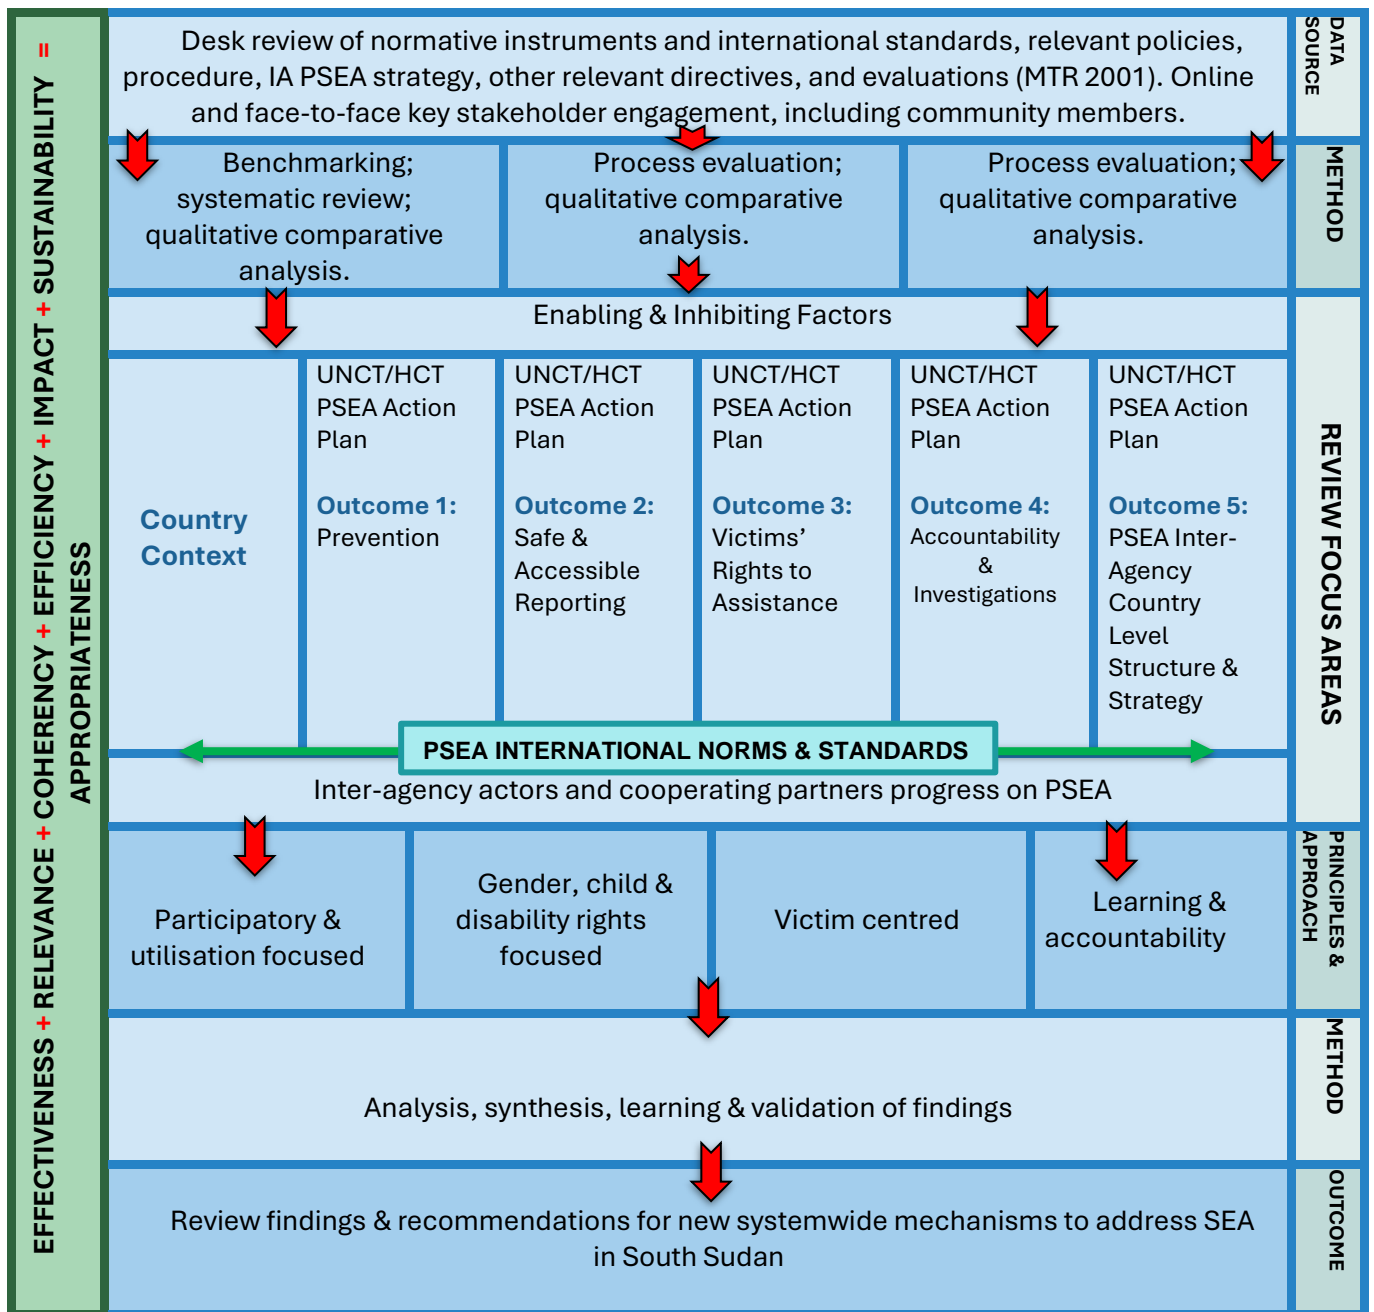 EFFECTIVENESS + RELEVANCE + COHERENCY + EFFICIENCY + IMPACT + SUSTAINABILITY =
APPROPRIATENESS
Desk review of normative instruments and international standards, relevant policies,
procedure, IA PSEA strategy, other relevant directives, and evaluations (MTR 2001). Online
and face-to-face key stakeholder engagement, including community members.
DATA
SOURCE
Benchmarking;
systematic review;
qualitative comparative
analysis.
Process evaluation;
qualitative comparative
analysis.
Process evaluation;
qualitative comparative
analysis.
METHOD
Enabling & Inhibiting Factors
Country
Context
UNCT/HCT
PSEA Action
Plan
Outcome 1:
Prevention
UNCT/HCT
PSEA Action
Plan
Outcome 2:
Safe &
Accessible
Reporting
UNCT/HCT
PSEA Action
Plan
Outcome 3:
Victims’
Rights to
Assistance
UNCT/HCT
PSEA Action
Plan
Outcome 4:
Accountability
&
Investigations
UNCT/HCT
PSEA Action
Plan
Outcome 5:
PSEA Inter-
Agency
Country
Level
Structure &
Strategy
REVIEW FOCUS AREAS
PSEA INTERNATIONAL NORMS & STANDARDS
Inter-agency actors and cooperating partners progress on PSEA
Participatory &
utilisation focused
Gender, child &
disability rights
focused
Victim centred
Learning &
accountability
PRINCIPLES &
APPROACH
Analysis, synthesis, learning & validation of findings
METHOD
Review findings & recommendations for new systemwide mechanisms to address SEA
in South Sudan
OUTCOME